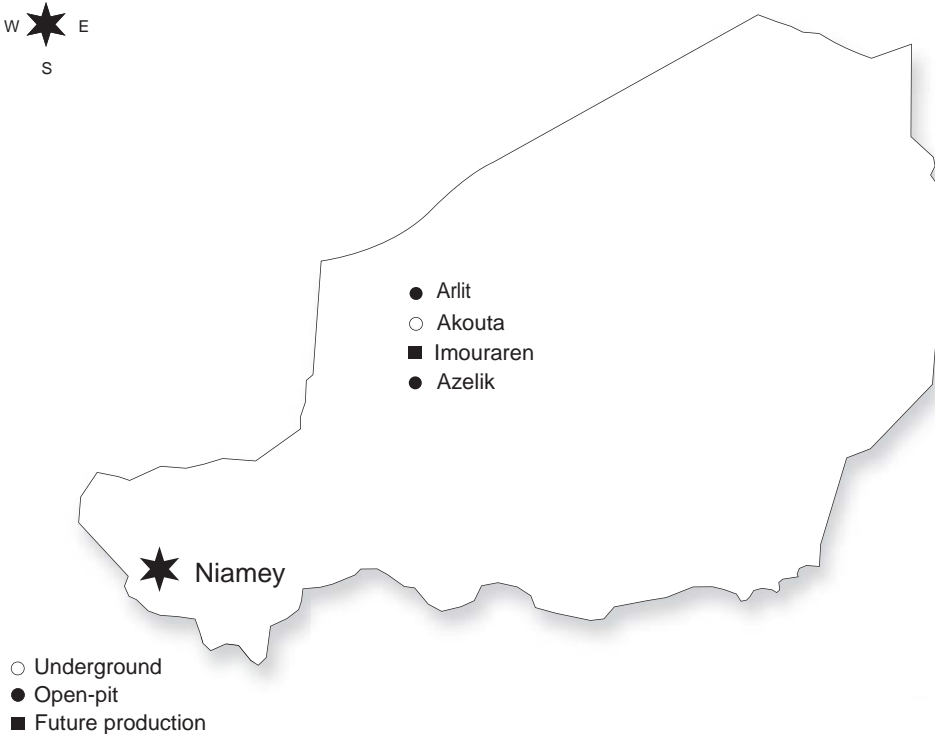 W E
S
Arlit
Akouta
Imouraren
Azelik
Niamey
Underground
Open-pit
Future production